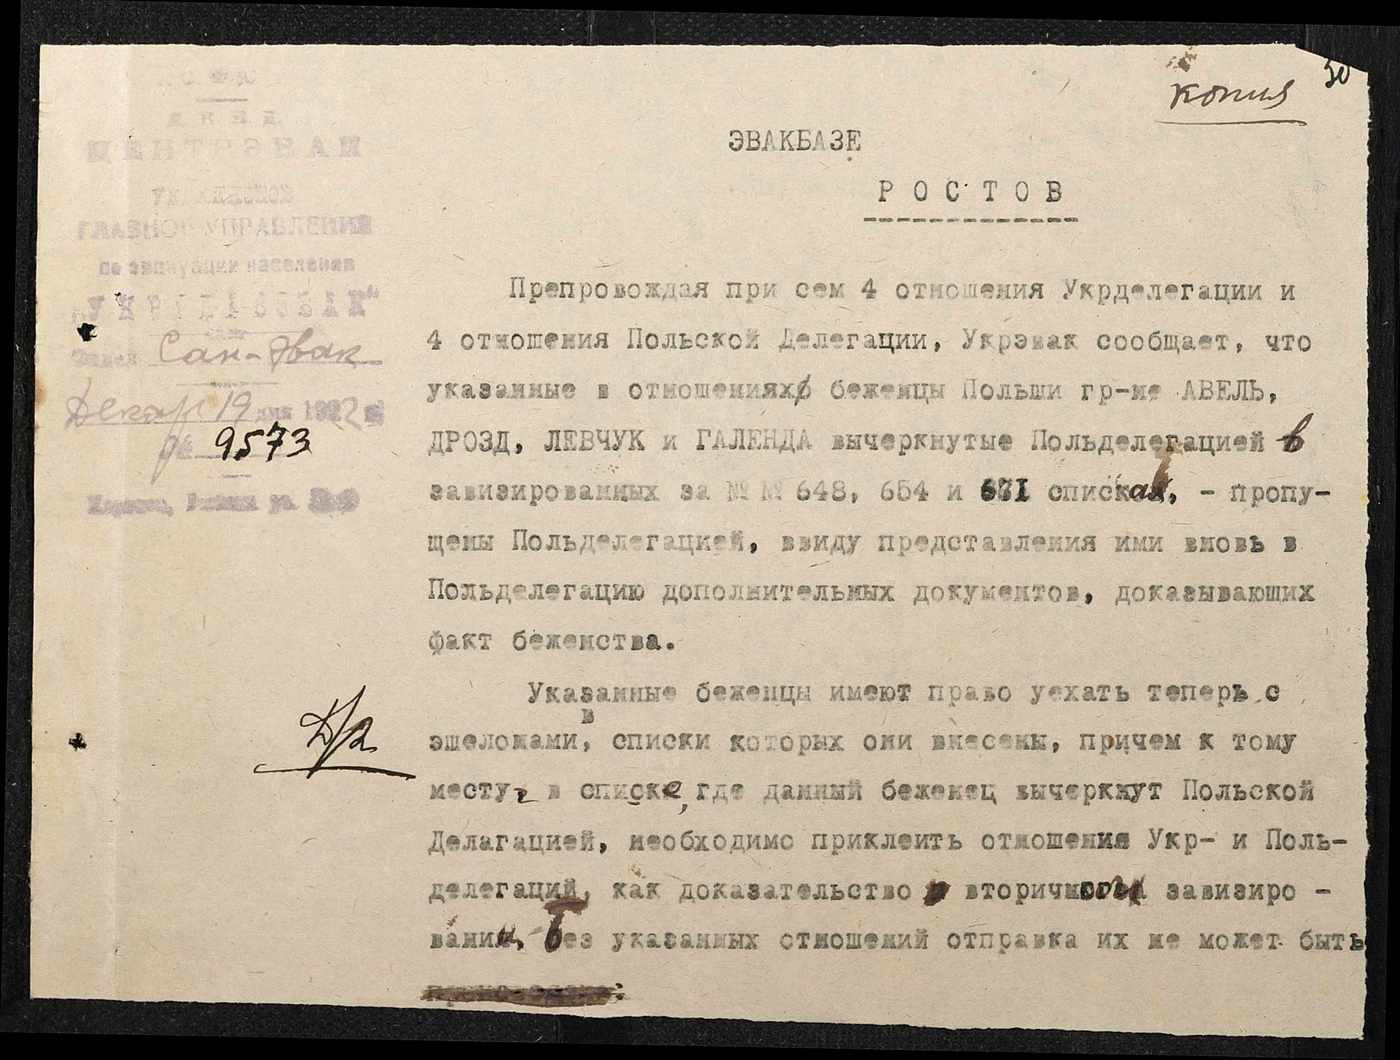 50
копия
ЦЕНТРЭВАК
ГЛАВНОЕ УПРАВЛЕНИЕ
по эвакуации населения
Сан-Эвак
Декабр 19 дня 1922 г.
№ 9573
ЭВАКБАЗЕ
РОСТОВ
Препровождая при сем 4 отношения Укрделегации и
4 отношения Польской Делегации, Укрэвак сообщает, что
указанные в отношениях беженцы Польши гр-не АВЕЛЬ,
ДРОЗД, ЛЕВЧУК и ГАЛЕНДА вычеркнутые Польделегацией в
завизированных за №№ 648, 654 и 671 списках, - пропу-
щены Польделегацией, ввиду представления ими вновь в
Польделегацию дополнительных документов, доказывающих
факт беженства.
Указанные беженцы имеют право уехать теперь с
эшелонами, в списки которых они внесены, причем к тому
месту, в списке, где данный беженец вычеркнут Польской
Делагацией, необходимо приклеить отношения Укр- и Поль-
делегаций, как доказательство вторичного завизиро -
вания. Без указанных отношений отправка их не может быть